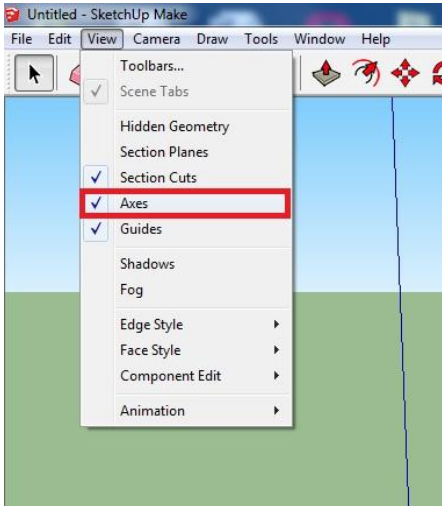 Untitled - SketchUp Make
File Edit View Camera Draw Tools Window Help
Toolbars...
Scene Tabs
Hidden Geometry
Section Planes
Section Cuts
Axes
Guides
Shadows
Fog
Edge Style
Face Style
Component Edit
Animation